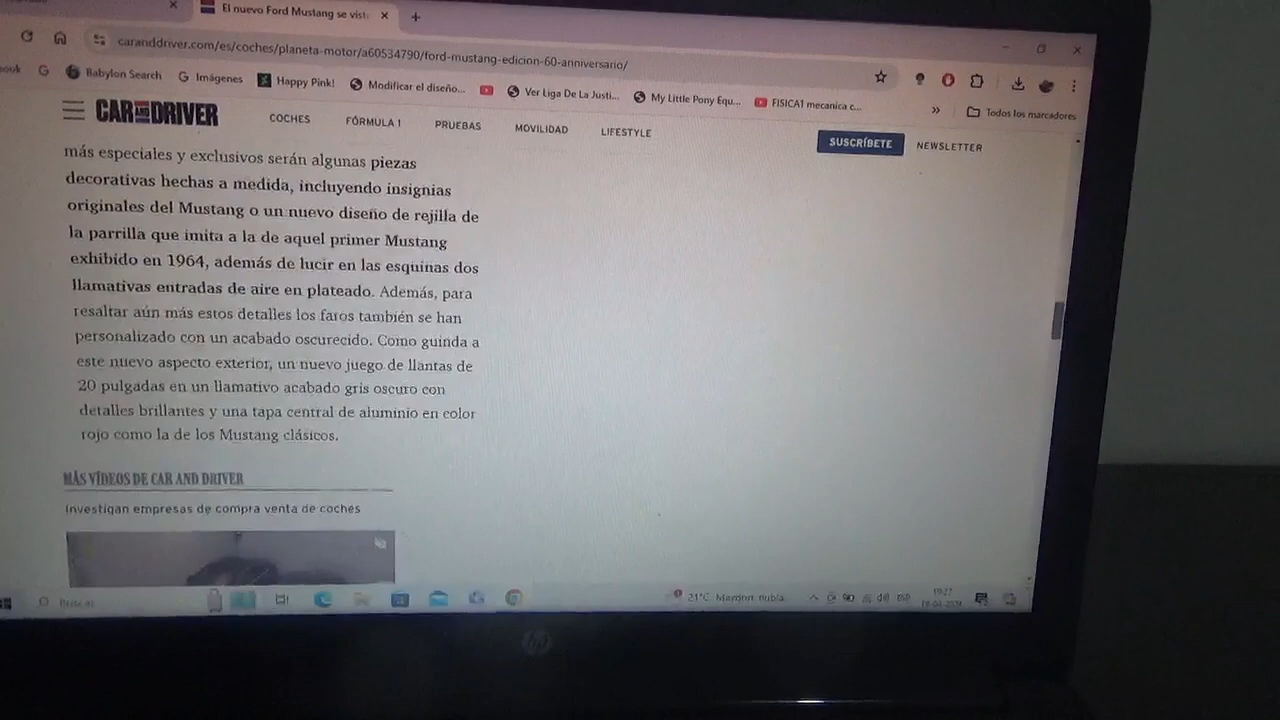 El nuevo Ford Mustang se vist
caranddriver.com/es/coches/planeta-motor/a60534790/ford-mustang-edicion-60-anniversario/
Babylon Search Imágenes Happy Pink! Modificar el diseño... Ver Liga De La Justi... My Little Pony Equ... FISICA1 mecanica c... » Todos los marcadores
CAR AND DRIVER COCHES FÓRMULA 1 PRUEBAS MOVILIDAD LIFESTYLE SUSCRÍBETE NEWSLETTER
más especiales y exclusivos serán algunas piezas
decorativas hechas a medida, incluyendo insignias
originales del Mustang o un nuevo diseño de rejilla de
la parrilla que imita a la de aquel primer Mustang
exhibido en 1964, además de lucir en las esquinas dos
llamativas entradas de aire en plateado. Además, para
resaltar aún más estos detalles los faros también se han
personalizado con un acabado oscurecido. Como guinda a
este nuevo aspecto exterior, un nuevo juego de llantas de
20 pulgadas en un llamativo acabado gris oscuro con
detalles brillantes y una tapa central de aluminio en color
rojo como la de los Mustang clásicos.
MÁS VÍDEOS DE CAR AND DRIVER
Investigan empresas de compra venta de coches
Buscar 21°C Mayorm. nubla. ESP
hp